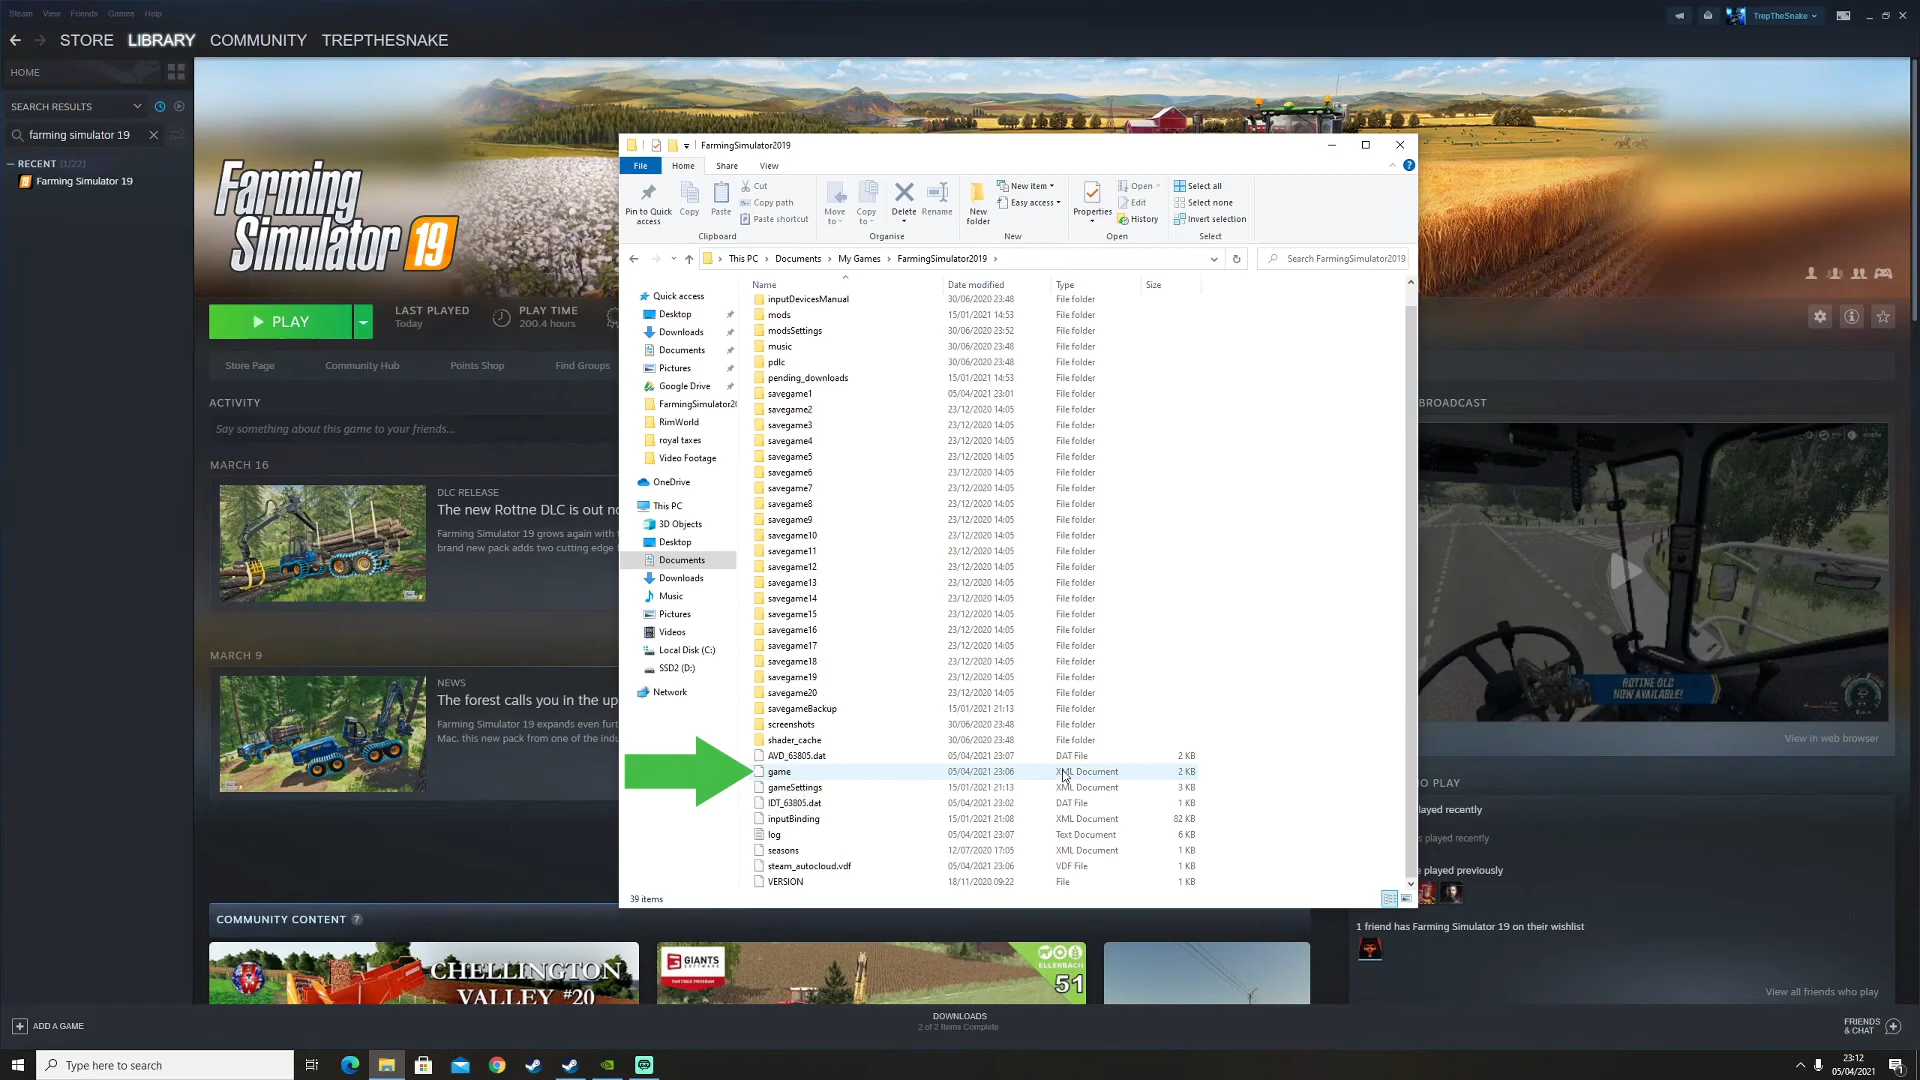 Steam View Friends Games Help
TrepTheSnake
STORE LIBRARY COMMUNITY TREPTHESNAKE
HOME
SEARCH RESULTS
farming simulator 19
RECENT (1/22)
Farming Simulator 19
Farming
Simulator 19
PLAY
LAST PLAYED
Today
PLAY TIME
200.4 hours
Store Page Community Hub Points Shop Find Groups
ACTIVITY
Say something about this game to your friends...
MARCH 16
DLC RELEASE
The new Rottne DLC is out no
Farming Simulator 19 grows again with
brand new pack adds two cutting edge
MARCH 9
NEWS
The forest calls you in the up
Farming Simulator 19 expands even furt
Mac. this new pack from one of the indu
COMMUNITY CONTENT ?
CHELLINGTON
VALLEY #20
GIANTS
SOFTWARE
PARTNER PROGRAM
ELLERBACH
51
FarmingSimulator2019
File Home Share View
Pin to Quick access
Copy
Paste
Cut
Copy path
Paste shortcut
Clipboard
Move to
Copy to
Delete
Rename
Organise
New folder
New item
Easy access
New
Properties
Open
Edit
History
Open
Select all
Select none
Invert selection
Select
This PC > Documents > My Games > FarmingSimulator2019 >
Search FarmingSimulator2019
Quick access
Desktop
Downloads
Documents
Pictures
Google Drive
FarmingSimulator20
RimWorld
royal taxes
Video Footage
OneDrive
This PC
3D Objects
Desktop
Documents
Downloads
Music
Pictures
Videos
Local Disk (C:)
SSD2 (D:)
Network
Name Date modified Type Size
inputDevicesManual 30/06/2020 23:48 File folder
mods 15/01/2021 14:53 File folder
modsSettings 30/06/2020 23:52 File folder
music 30/06/2020 23:48 File folder
pdlc 30/06/2020 23:48 File folder
pending_downloads 15/01/2021 14:53 File folder
savegame1 05/04/2021 23:01 File folder
savegame2 23/12/2020 14:05 File folder
savegame3 23/12/2020 14:05 File folder
savegame4 23/12/2020 14:05 File folder
savegame5 23/12/2020 14:05 File folder
savegame6 23/12/2020 14:05 File folder
savegame7 23/12/2020 14:05 File folder
savegame8 23/12/2020 14:05 File folder
savegame9 23/12/2020 14:05 File folder
savegame10 23/12/2020 14:05 File folder
savegame11 23/12/2020 14:05 File folder
savegame12 23/12/2020 14:05 File folder
savegame13 23/12/2020 14:05 File folder
savegame14 23/12/2020 14:05 File folder
savegame15 23/12/2020 14:05 File folder
savegame16 23/12/2020 14:05 File folder
savegame17 23/12/2020 14:05 File folder
savegame18 23/12/2020 14:05 File folder
savegame19 23/12/2020 14:05 File folder
savegame20 23/12/2020 14:05 File folder
savegameBackup 15/01/2021 21:13 File folder
screenshots 30/06/2020 23:48 File folder
shader_cache 30/06/2020 23:48 File folder
AVD_63805.dat 05/04/2021 23:07 DAT File 2 KB
game 05/04/2021 23:06 XML Document 2 KB
gameSettings 15/01/2021 21:13 XML Document 3 KB
IDT_63805.dat 05/04/2021 23:02 DAT File 1 KB
inputBinding 15/01/2021 21:08 XML Document 82 KB
log 05/04/2021 23:07 Text Document 6 KB
seasons 12/07/2020 17:05 XML Document 1 KB
steam_autocloud.vdf 05/04/2021 23:06 VDF File 1 KB
VERSION 18/11/2020 09:22 File 1 KB
39 items
BROADCAST
ROTTNE DLC
NOW AVAILABLE!
View in web browser
O PLAY
ayed recently
s played recently
e played previously
1 friend has Farming Simulator 19 on their wishlist
View all friends who play
ADD A GAME
DOWNLOADS
2 of 2 Items Complete
FRIENDS
& CHAT
Type here to search
23:12
05/04/2021